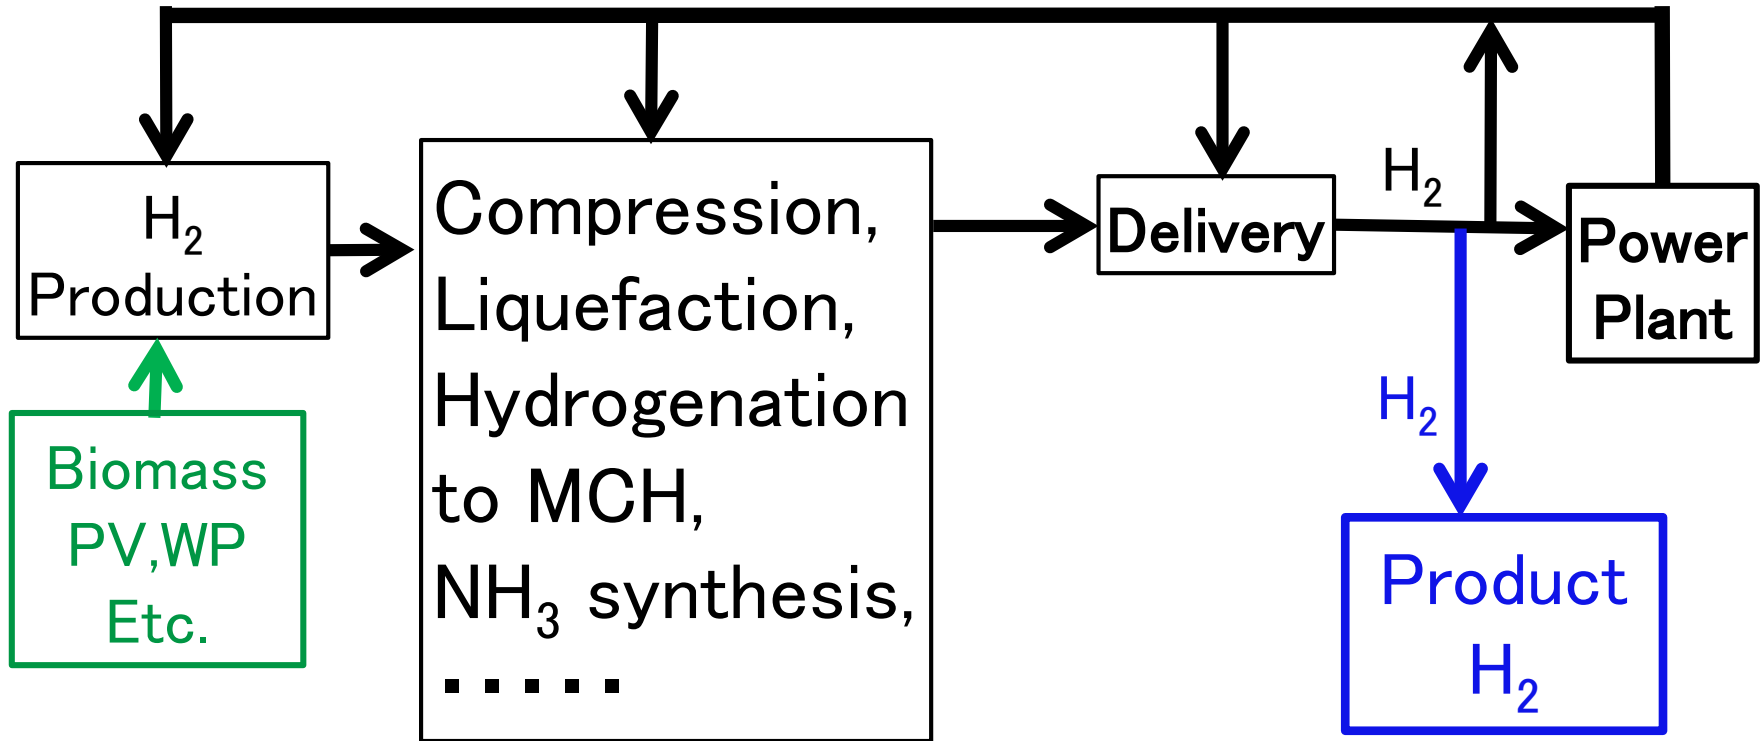 H₂
Production
Biomass
PV,WP
Etc.
Compression,
Liquefaction,
Hydrogenation
to MCH,
NH₃ synthesis,
▪ ▪ ▪ ▪ ▪
Delivery
H₂
Power
Plant
H₂
Product
H₂